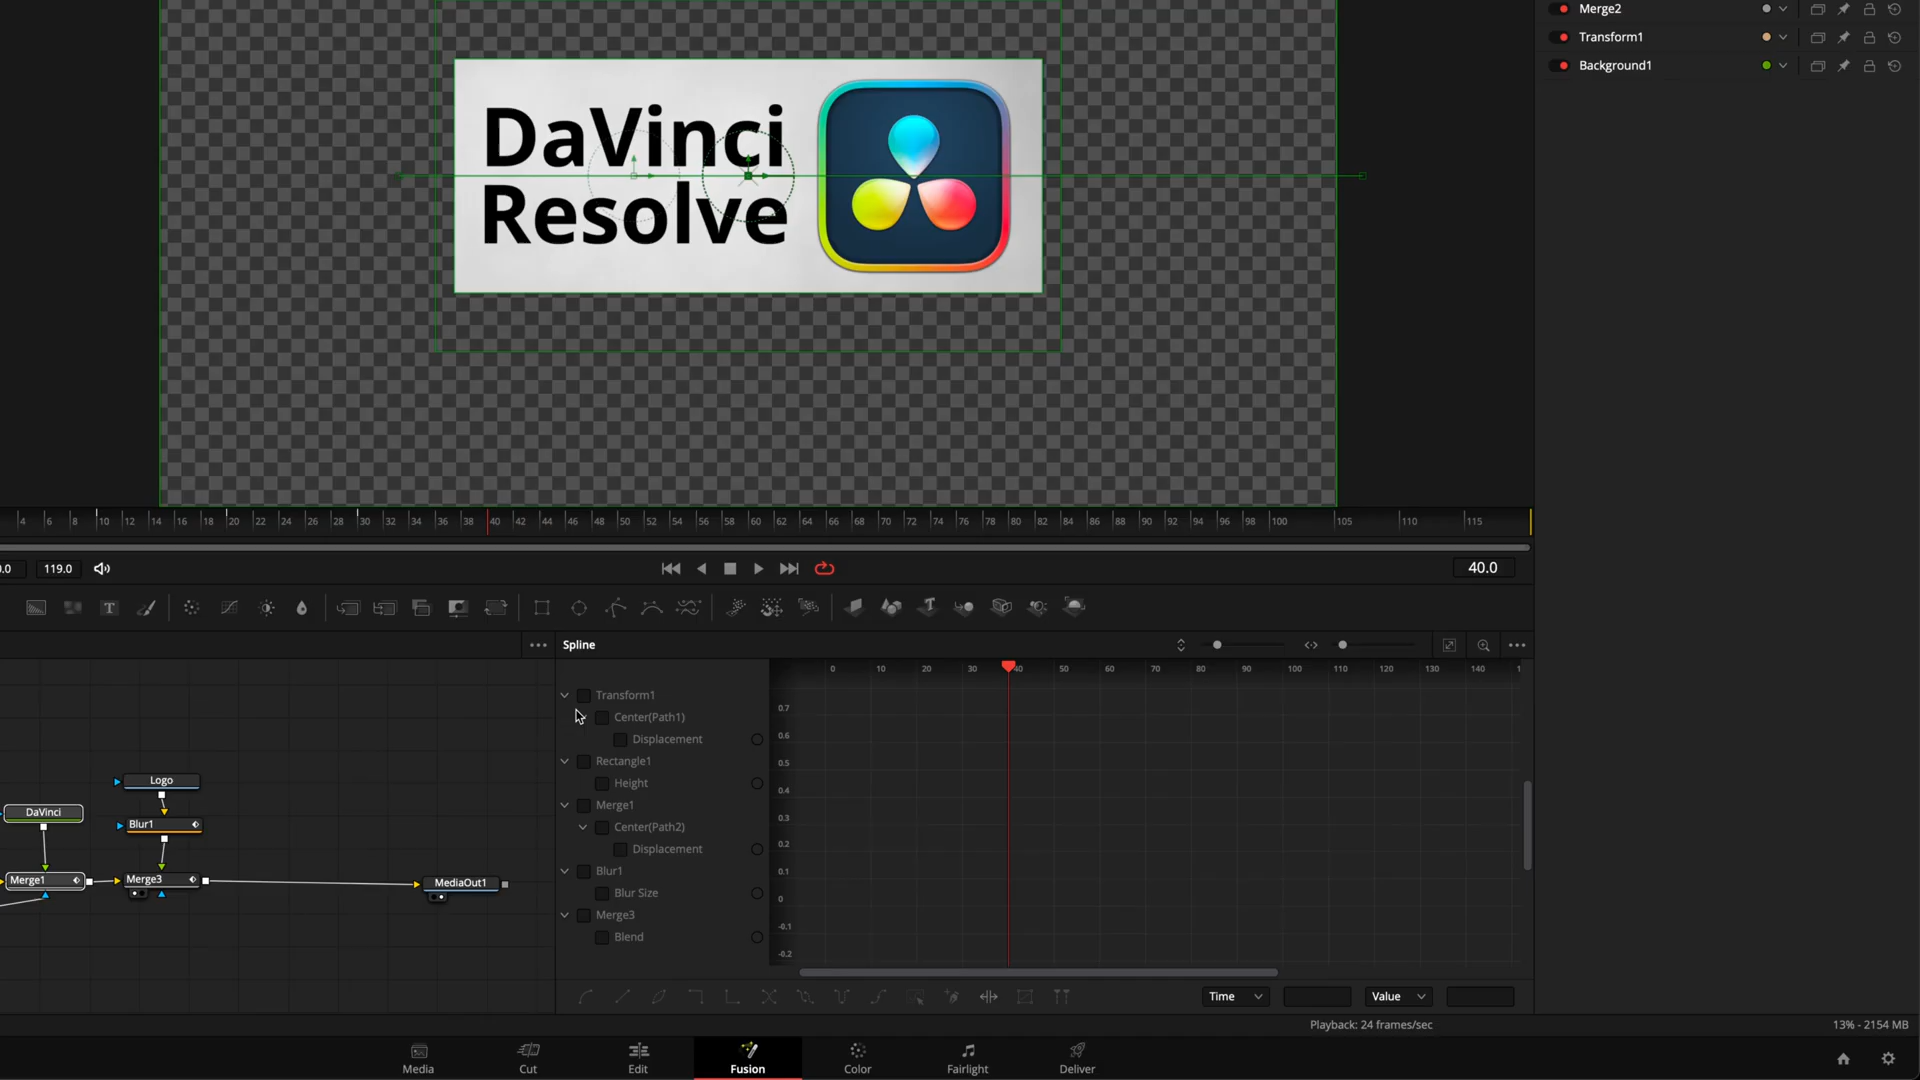 Merge2
Transform1
Background1
DaVinci
Resolve
4 6 8 10 12 14 16 18 20 22 24 26 28 30 32 34 36 38 40 42 44 46 48 50 52 54 56 58 60 62 64 66 68 70 72 74 76 78 80 82 84 86 88 90 92 94 96 98 100 105 110 115
119.0
40.0
T
T
Spline
0 10 20 30 40 50 60 70 80 90 100 110 120 130 140
Transform1
Center(Path1)
Displacement
Rectangle1
Height
Merge1
Center(Path2)
Displacement
Blur1
Blur Size
Merge3
Blend
0.7
0.6
0.5
0.4
0.3
0.2
0.1
0
-0.1
-0.2
Logo
DaVinci
Blur1
Merge1
Merge3
MediaOut1
Time
Value
Playback: 24 frames/sec
13% - 2154 MB
Media
Cut
Edit
Fusion
Color
Fairlight
Deliver